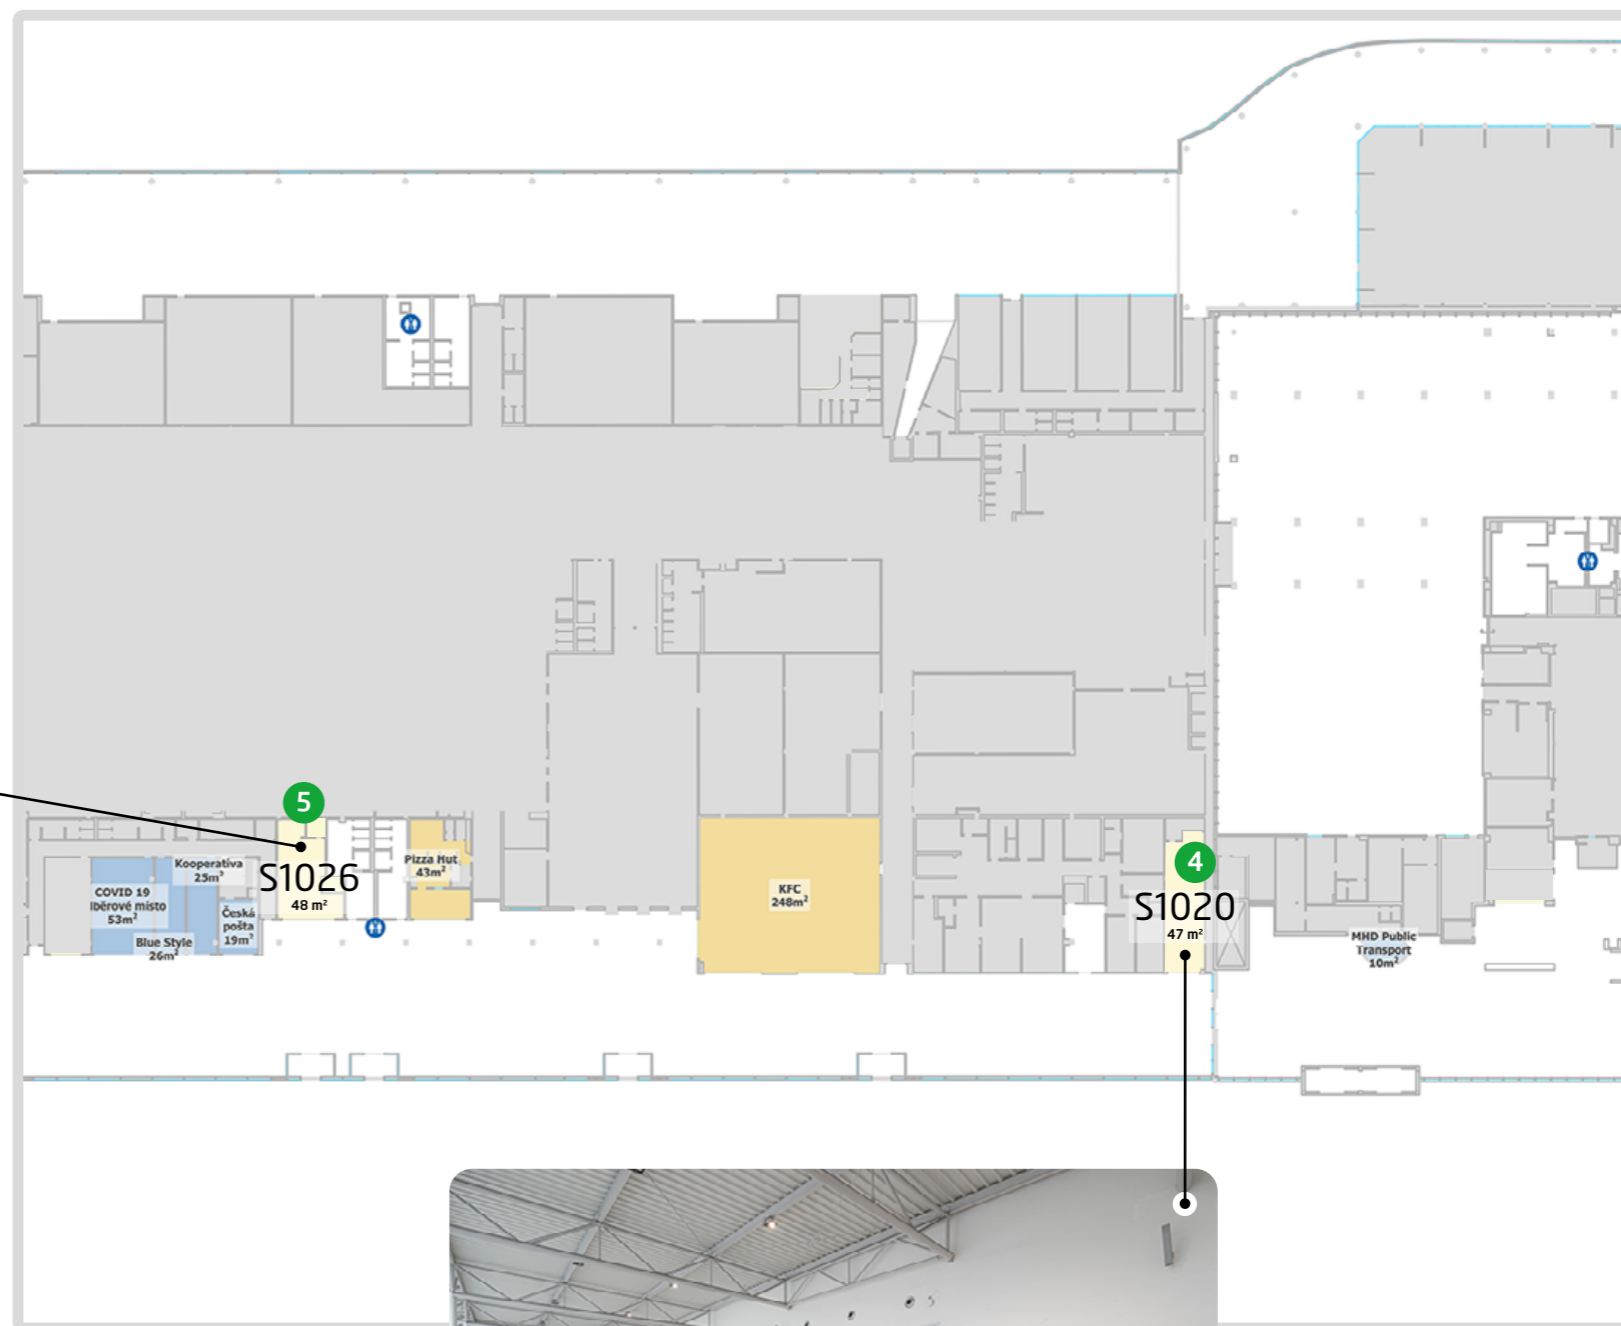 5
S1026
48 m²
Kooperativa
25m²
COVID 19
běrové místo
53m²
Blue Style
26m²
Česká
pošta
19m²
Pizza Hut
43m²
KFC
248m²
4
S1020
47 m²
MHD Public
Transport
10m²